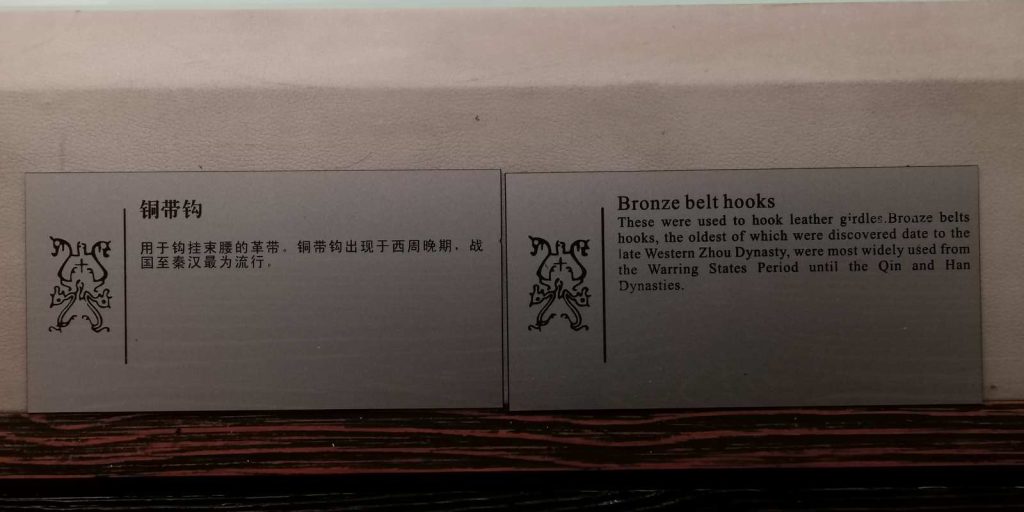 铜带钩
用于钩挂束腰的革带。铜带钩出现于西周晚期，战
国至秦汉最为流行。
Bronze belt hooks
These were used to hook leather girdles.Bronze belts
hooks, the oldest of which were discovered date to the
late Western Zhou Dynasty, were most widely used from
the Warring States Period until the Qin and Han
Dynasties.